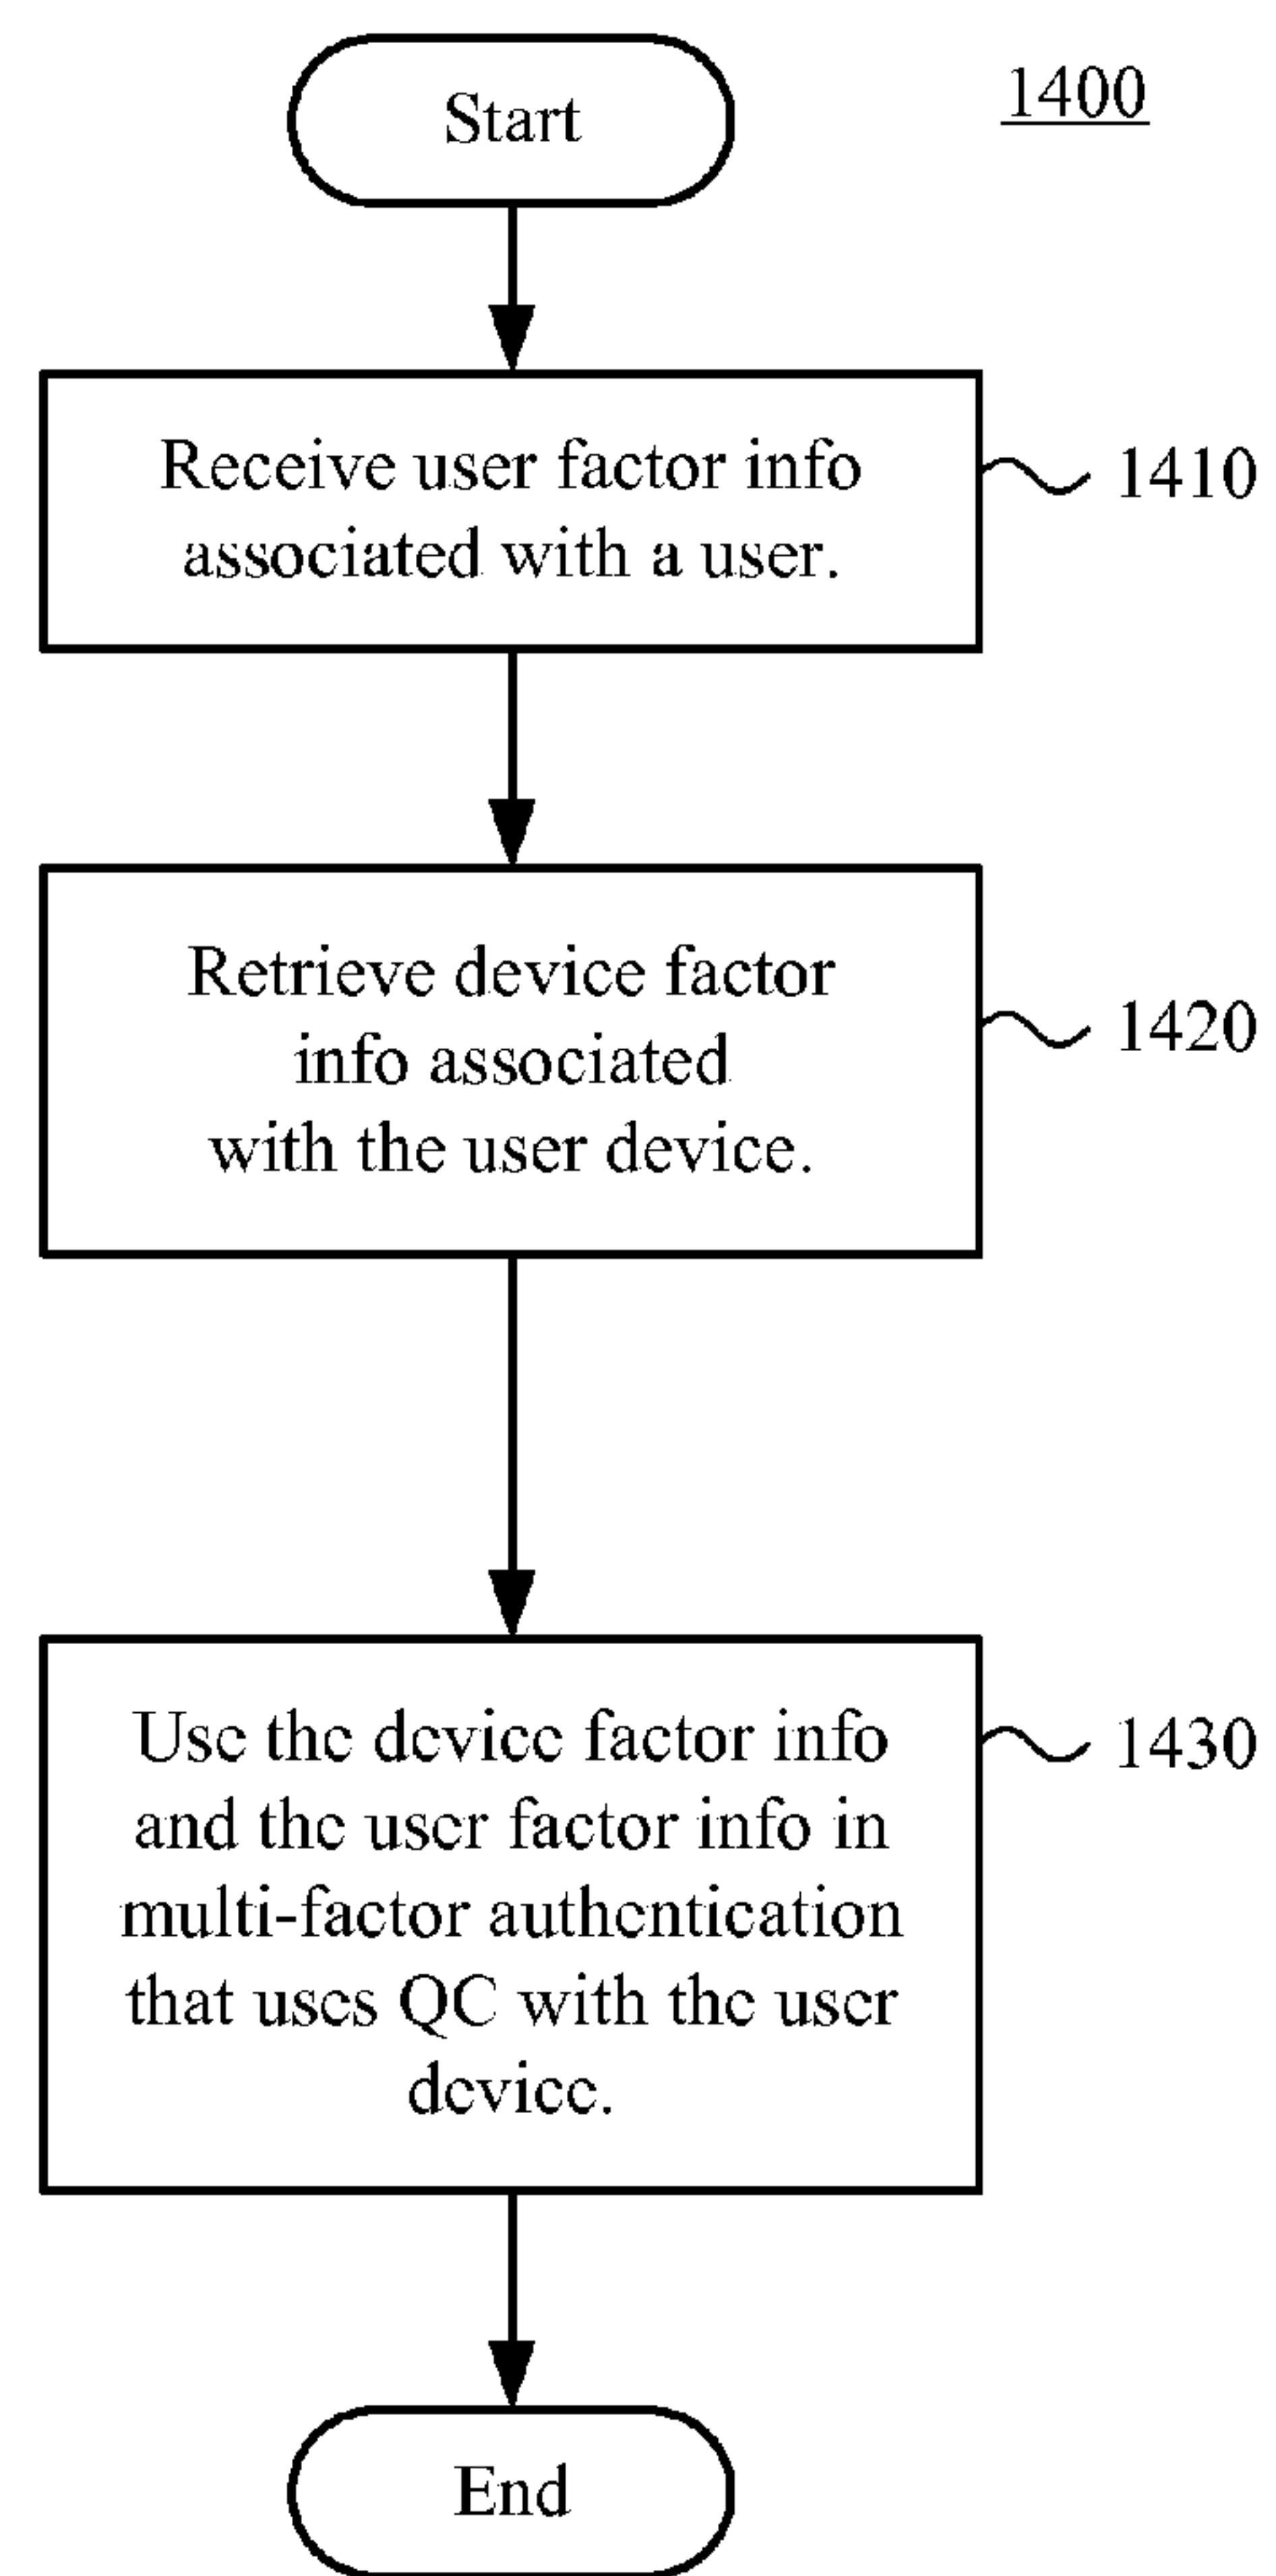 Start
1400
Receive user factor info
associated with a user.
1410
Retrieve device factor
info associated
with the user device.
1420
Use the device factor info
and the user factor info in
multi-factor authentication
that uses QC with the user
device.
1430
End